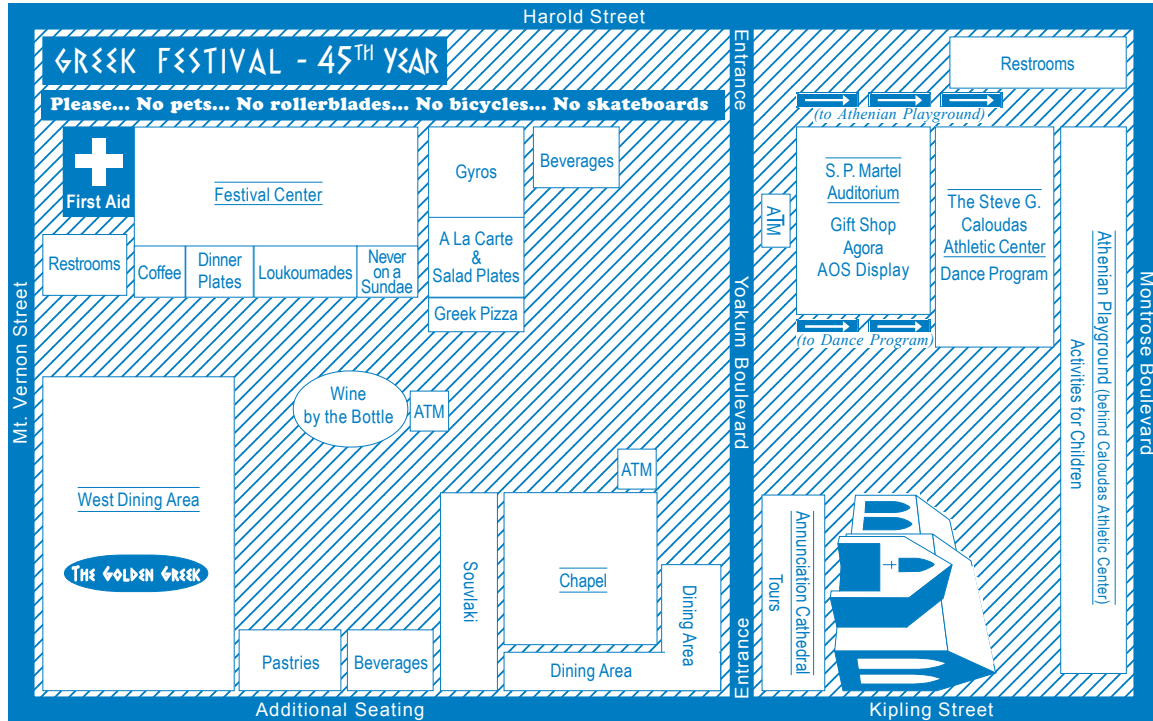 Harold Street
GREEK FESTIVAL - 45TH YEAR
Please... No pets... No rollerblades... No bicycles... No skateboards
First Aid
Festival Center
Restrooms
Coffee
Dinner
Plates
Loukoumades
Never
on a
Sundae
Gyros
A La Carte
&
Salad Plates
Greek Pizza
Beverages
Mt. Vernon Street
Wine
by the Bottle
ATM
ATM
West Dining Area
THE GOLDEN GREEK
Pastries
Beverages
Souvlaki
Chapel
Dining Area
Dining Area
Additional Seating
Entrance
Yoakum Boulevard
Entrance
Restrooms
(to Athenian Playground)
ATM
S. P. Martel
Auditorium
Gift Shop
Agora
AOS Display
The Steve G.
Caloudas
Athletic Center
Dance Program
(to Dance Program)
Athenian Playground (behind Caloudas Athletic Center)
Activities for Children
Annunciation Cathedral
Tours
Montrose Boulevard
Kipling Street